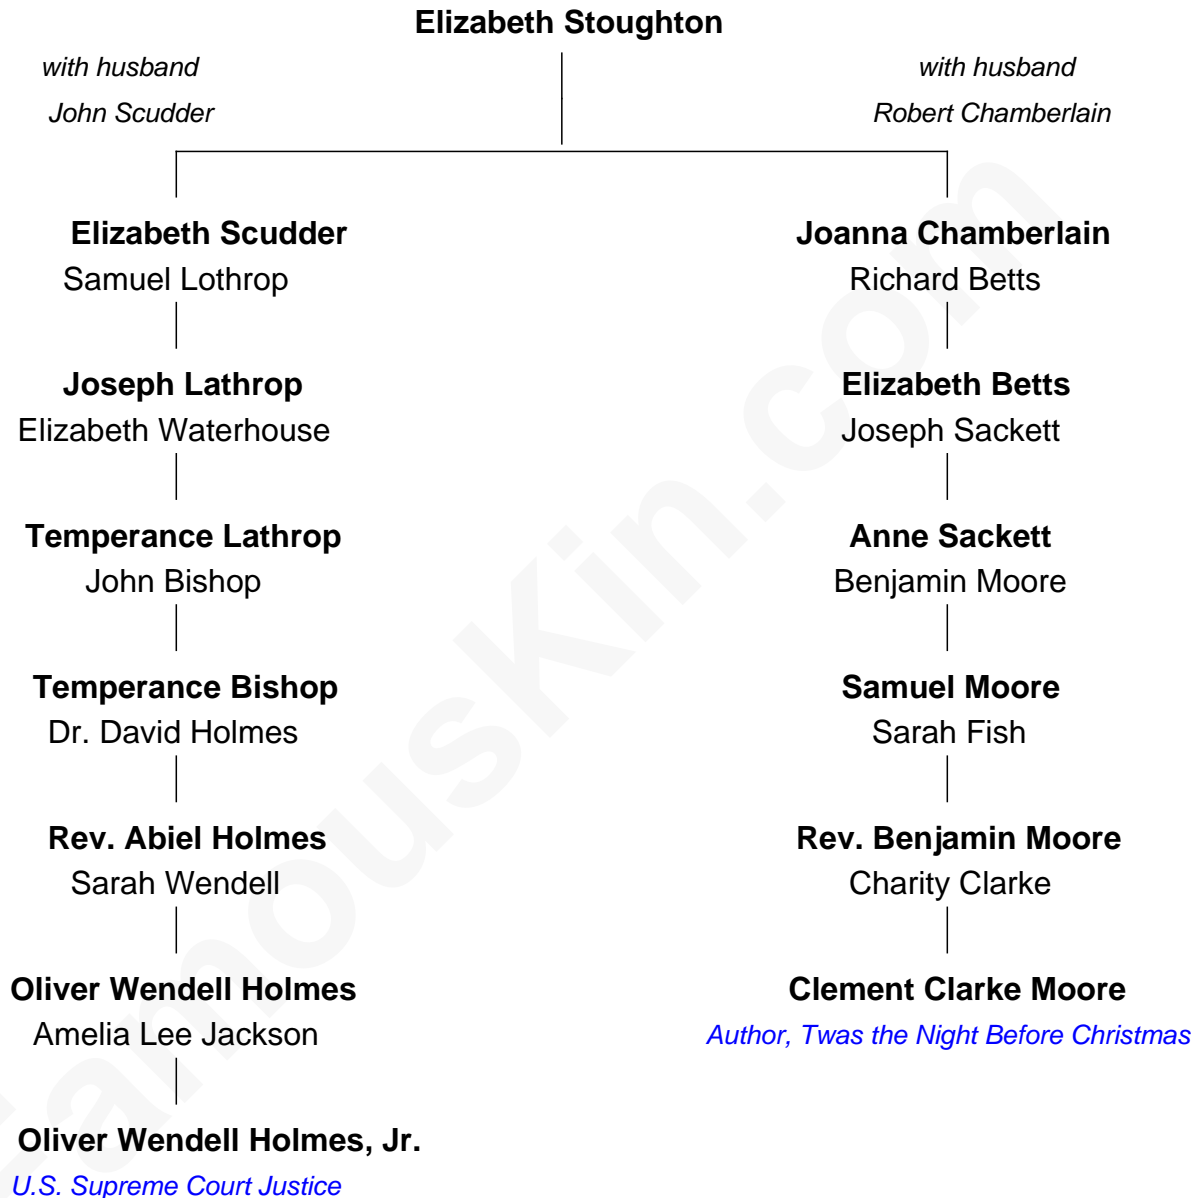 Elizabeth Stoughton
with husband with husband
John Scudder Robert Chamberlain
Elizabeth Scudder Joanna Chamberlain
Samuel Lothrop Richard Betts
Joseph Lathrop Elizabeth Betts
Elizabeth Waterhouse Joseph Sackett
Temperance Lathrop Anne Sackett
John Bishop Benjamin Moore
Temperance Bishop Samuel Moore
Dr. David Holmes Sarah Fish
Rev. Abiel Holmes Rev. Benjamin Moore
Sarah Wendell Charity Clarke
Oliver Wendell Holmes Clement Clarke Moore
Amelia Lee Jackson Author, Twas the Night Before Christmas
Oliver Wendell Holmes, Jr.
U.S. Supreme Court Justice
FamousKin.com